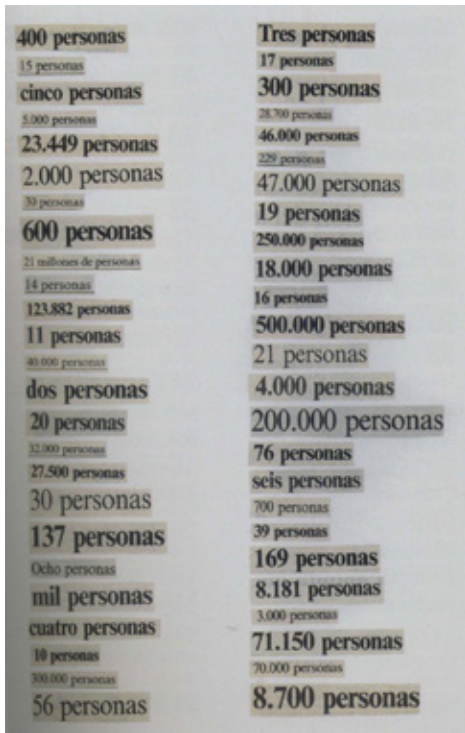 400 personas
15 personas
cinco personas
5.000 personas
23.449 personas
2.000 personas
30 personas
600 personas
21 millones de personas
14 personas
123.882 personas
11 personas
40.000 personas
dos personas
20 personas
32.000 personas
27.500 personas
30 personas
137 personas
Ocho personas
mil personas
cuatro personas
10 personas
300.000 personas
56 personas
Tres personas
17 personas
300 personas
28.700 personas
46.000 personas
229 personas
47.000 personas
19 personas
250.000 personas
18.000 personas
16 personas
500.000 personas
21 personas
4.000 personas
200.000 personas
76 personas
seis personas
700 personas
39 personas
169 personas
8.181 personas
3.000 personas
71.150 personas
70.000 personas
8.700 personas